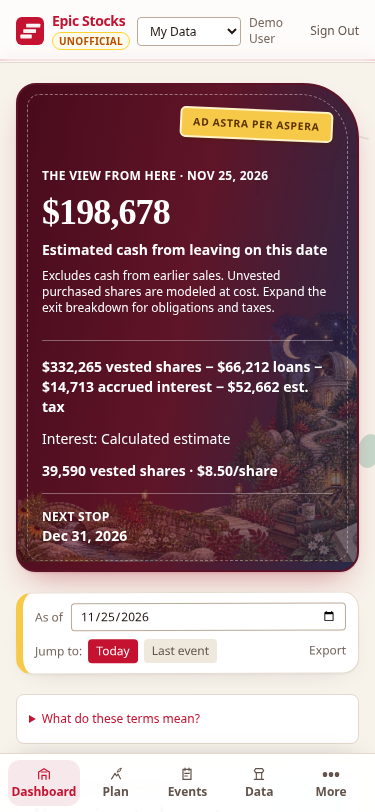 Epic Stocks
UNOFFICIAL
My Data
Demo
User
Sign Out
AD ASTRA PER ASPERA
THE VIEW FROM HERE · NOV 25, 2026
$198,678
Estimated cash from leaving on this date
Excludes cash from earlier sales. Unvested
purchased shares are modeled at cost. Expand the
exit breakdown for obligations and taxes.
$332,265 vested shares − $66,212 loans −
$14,713 accrued interest − $52,662 est.
tax
Interest: Calculated estimate
39,590 vested shares · $8.50/share
NEXT STOP
Dec 31, 2026
As of 11/25/2026
Jump to: Today Last event Export
▶ What do these terms mean?
Dashboard Plan Events Data More